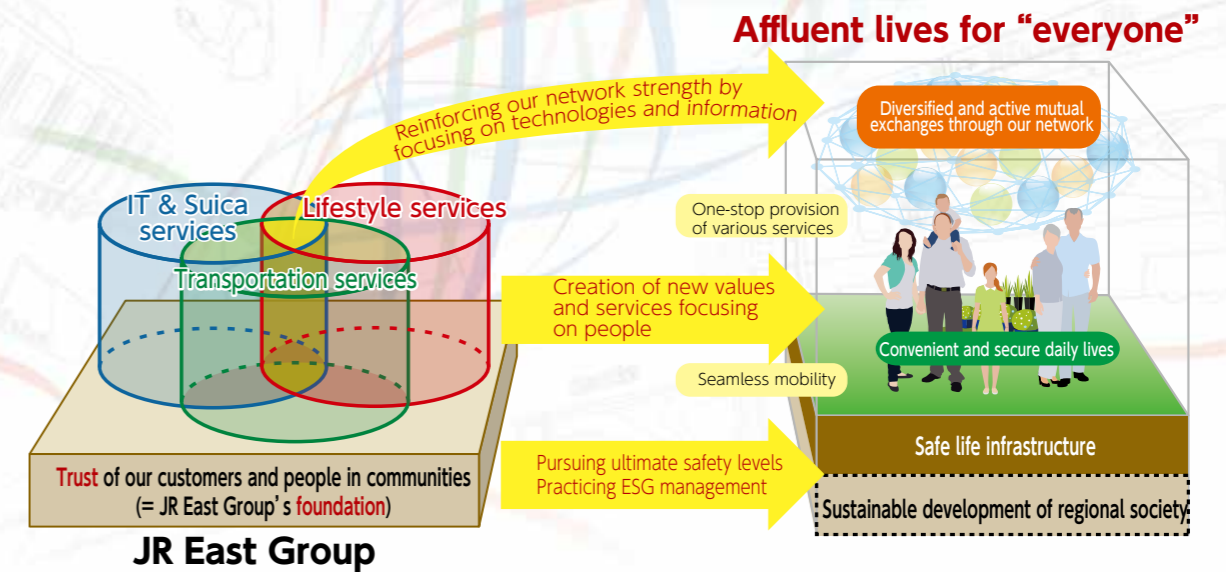 Affluent lives for “everyone”
Reinforcing our network strength by
focusing on technologies and information
Diversified and active mutual
exchanges through our network
IT & Suica
services
Lifestyle services
Transportation services
One-stop provision
of various services
Creation of new values
and services focusing
on people
Convenient and secure daily lives
Seamless mobility
Safe life infrastructure
Trust of our customers and people in communities
(= JR East Group’s foundation)
Pursuing ultimate safety levels
Practicing ESG management
Sustainable development of regional society
JR East Group